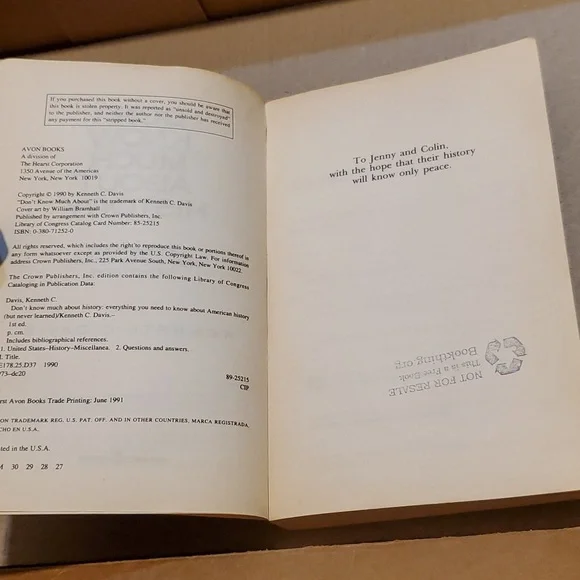 If you purchased this book without a cover, you should be aware that
this book is stolen property. It was reported as "unsold and destroyed"
to the publisher, and neither the author nor the publisher has received
any payment for this "stripped book."
AVON BOOKS
A division of
The Hearst Corporation
1350 Avenue of the Americas
New York, New York 10019
Copyright © 1990 by Kenneth C. Davis
"Don't Know Much About" is the trademark of Kenneth C. Davis
Cover art by William Bramhall
Published by arrangement with Crown Publishers, Inc.
Library of Congress Catalog Card Number: 89-25215
ISBN: 0-380-71252-0
All rights reserved, which includes the right to reproduce this book or portions thereof in
any form whatsoever except as provided by the U.S. Copyright Law. For information
address Crown Publishers, Inc., 225 Park Avenue South, New York, New York 10022.
The Crown Publishers, Inc. edition contains the following Library of Congress
Cataloging in Publication Data:
Davis, Kenneth C.
Don't know much about history: everything you need to know about American history
(but never learned)/Kenneth C. Davis.–
1st ed.
p. cm.
Includes bibliographical references.
1. United States–History–Miscellanea. 2. Questions and answers.
I. Title.
E178.25.D37 1990
973–dc20 89-25215
CIP
rst Avon Books Trade Printing: June 1991
ON TRADEMARK REG. U.S. PAT. OFF. AND IN OTHER COUNTRIES, MARCA REGISTRADA,
CHO EN U.S.A.
ted in the U.S.A.
30 29 28 27
To Jenny and Colin,
with the hope that their history
will know only peace.
NOT FOR RESALE
This is a Free Book
Bookthing.org